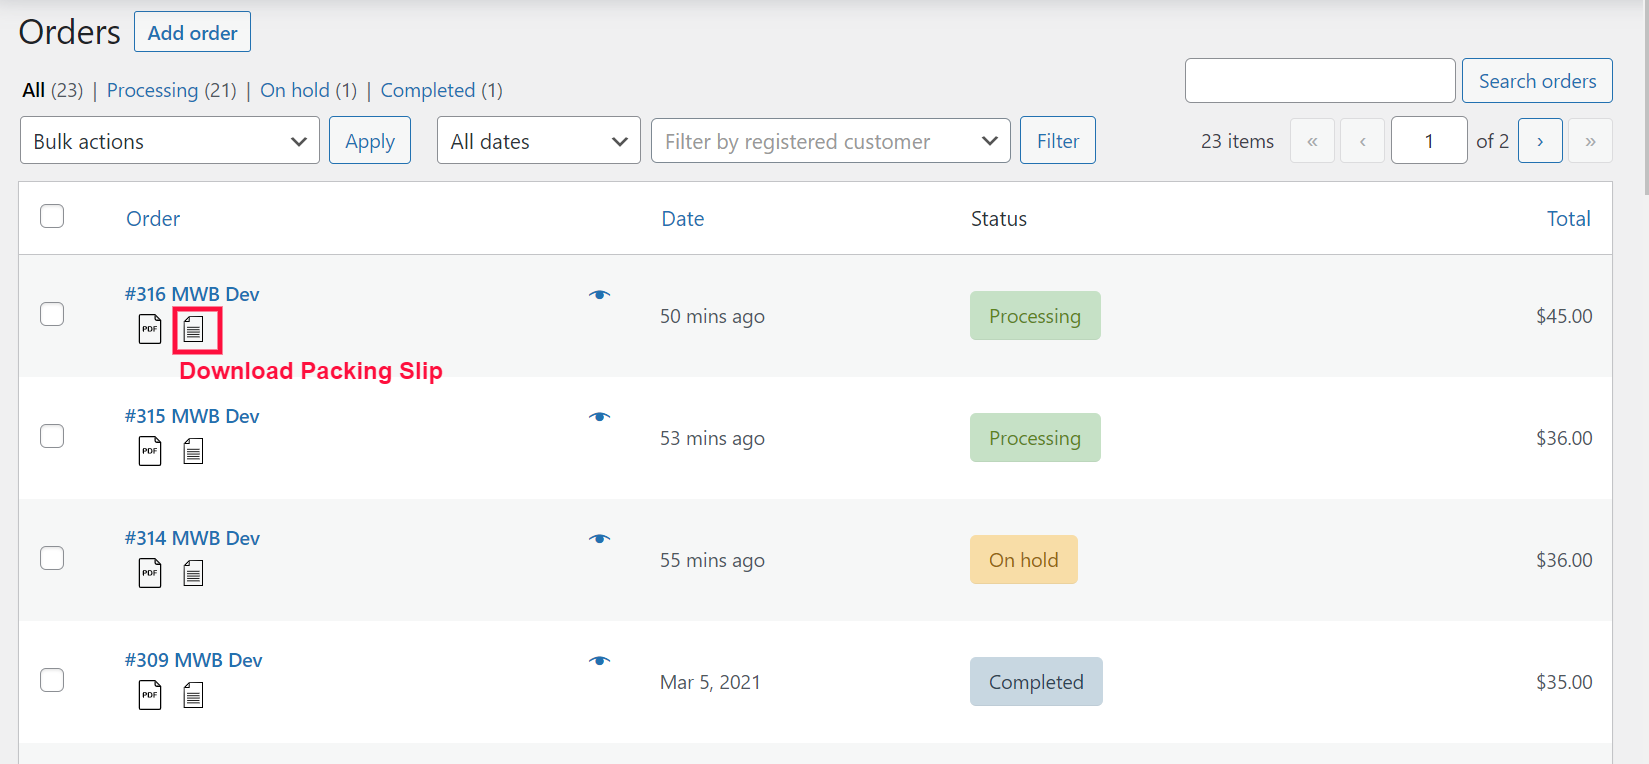 Orders Add order
All (23) | Processing (21) | On hold (1) | Completed (1)
Search orders
Bulk actions Apply All dates Filter by registered customer Filter 23 items « ‹ 1 of 2 › »
Order Date Status Total
#316 MWB Dev
PDF
50 mins ago Processing $45.00
Download Packing Slip
#315 MWB Dev
PDF
53 mins ago Processing $36.00
#314 MWB Dev
PDF
55 mins ago On hold $36.00
#309 MWB Dev
PDF
Mar 5, 2021 Completed $35.00